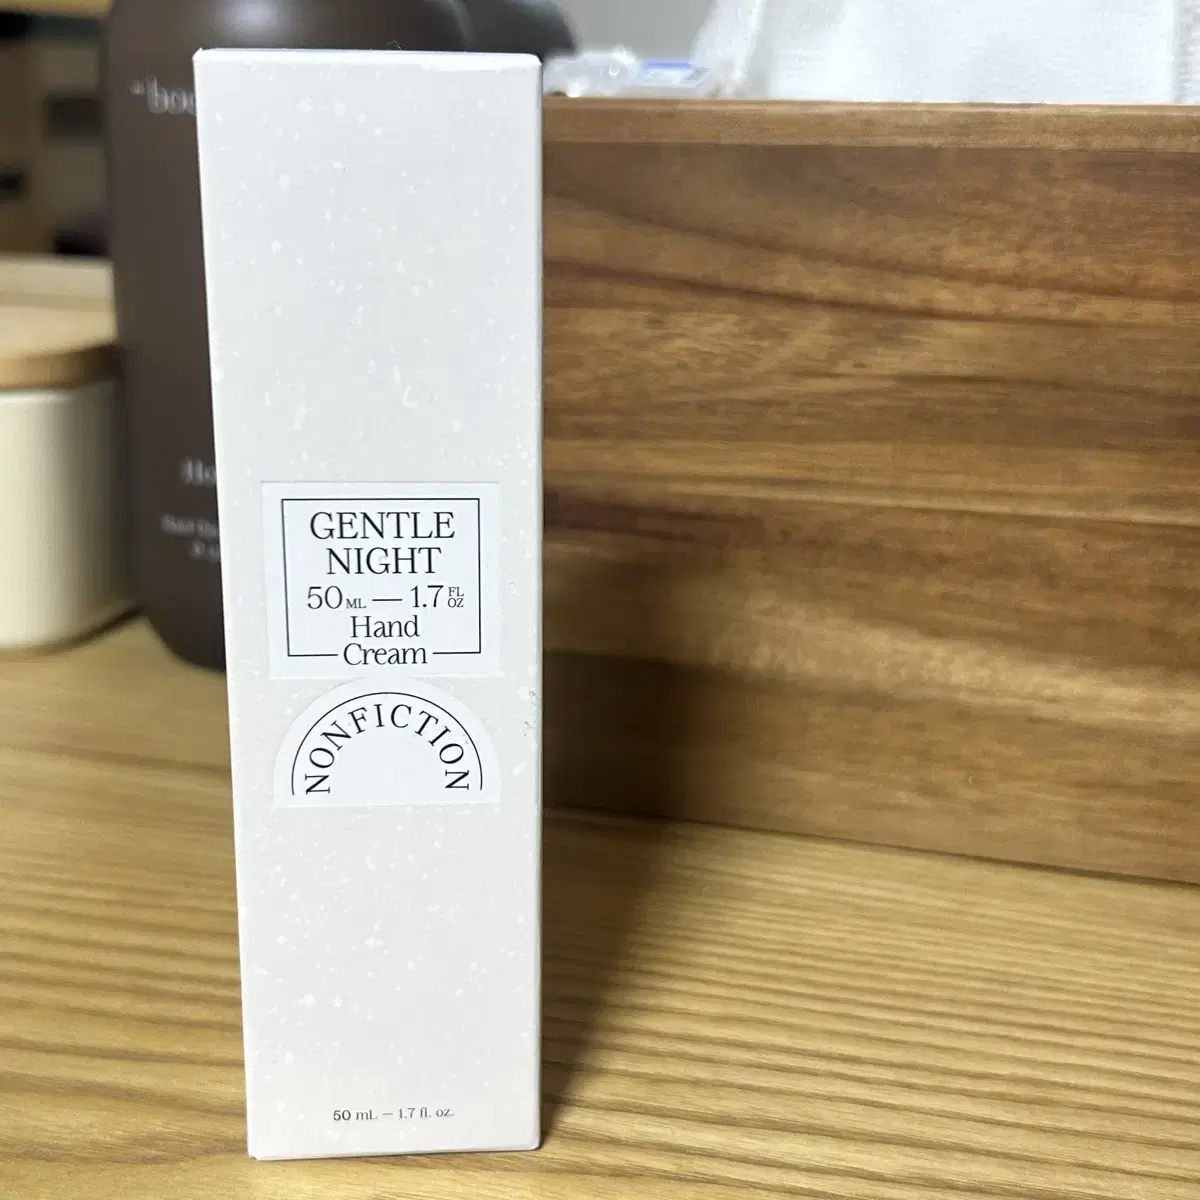 GENTLE
NIGHT
50 ML — 1.7 FL OZ
Hand
Cream
NONFICTION
50 mL — 1.7 fl. oz.